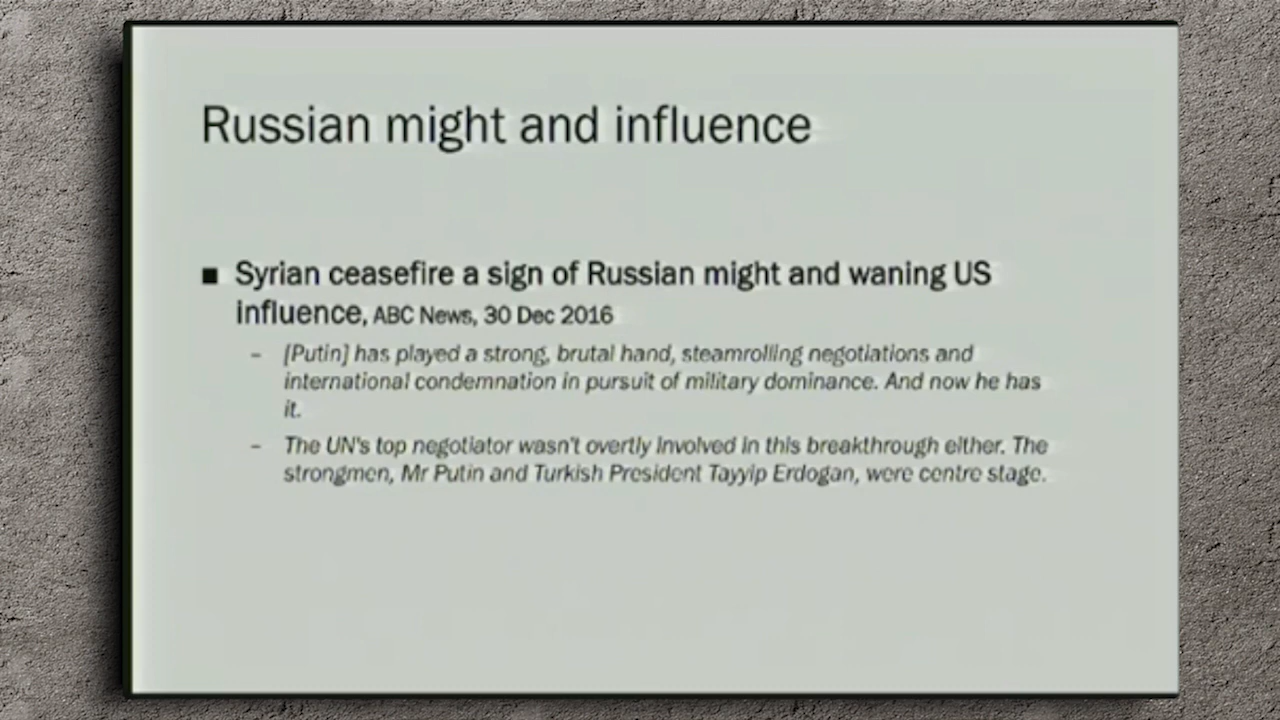 Russian might and influence
■ Syrian ceasefire a sign of Russian might and waning US
influence, ABC News, 30 Dec 2016
– [Putin] has played a strong, brutal hand, steamrolling negotiations and
international condemnation in pursuit of military dominance. And now he has
it.
– The UN's top negotiator wasn't overtly involved in this breakthrough either. The
strongmen, Mr Putin and Turkish President Tayyip Erdogan, were centre stage.